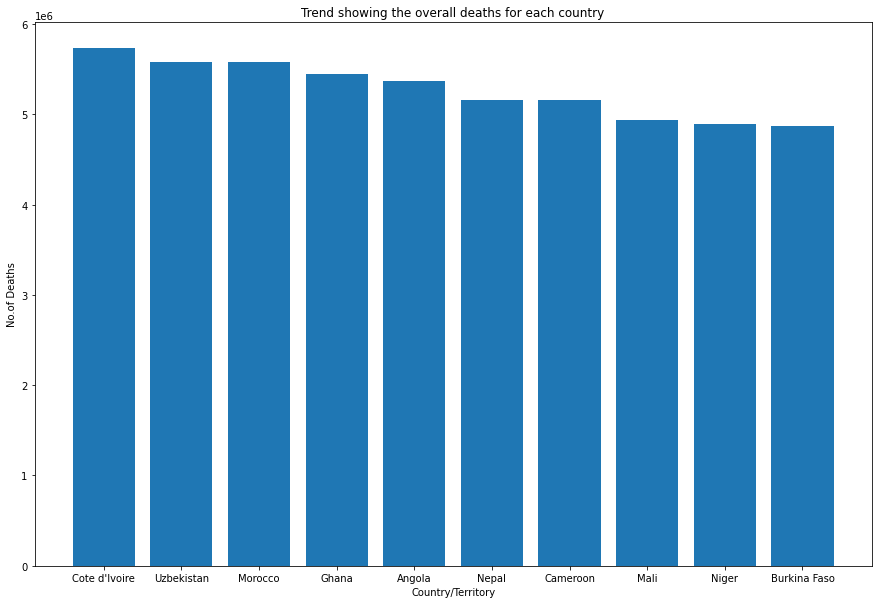 Trend showing the overall deaths for each country
1e6
6
5
4
3
2
1
0
No.of Deaths
Cote d'Ivoire Uzbekistan Morocco Ghana Angola Nepal Cameroon Mali Niger Burkina Faso
Country/Territory